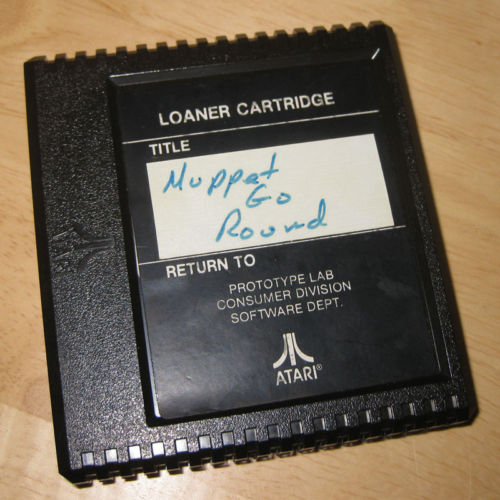 LOANER CARTRIDGE
TITLE
Muppet
Go
Round
RETURN TO
PROTOTYPE LAB
CONSUMER DIVISION
SOFTWARE DEPT.
ATARI®